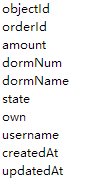 objectId
orderId
amount
dormNum
dormName
state
own
username
createdAt
updatedAt